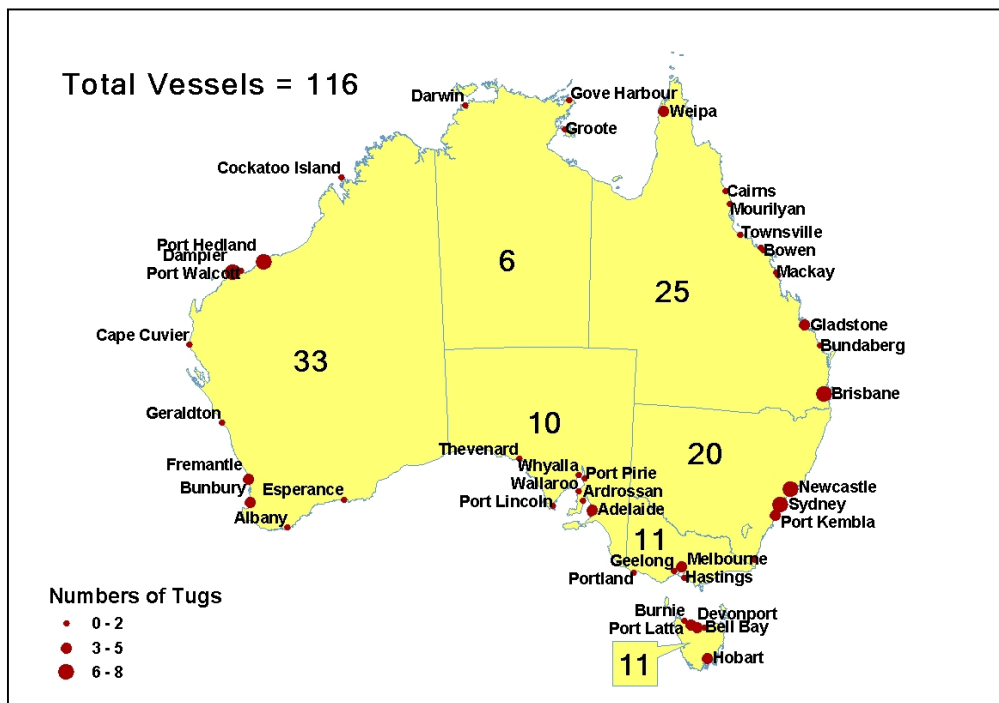 Total Vessels = 116
Darwin
Gove Harbour
Weipa
Groote
Cockatoo Island
Cairns
Mourilyan
Townsville
Bowen
Mackay
Port Hedland
Dampier
Port Walcott
6
25
Cape Cuvier
33
Gladstone
Bundaberg
Brisbane
Geraldton
10
20
Thevenard
Whyalla
Port Pirie
Wallaroo
Ardrossan
Port Lincoln
Adelaide
Fremantle
Bunbury
Esperance
Albany
Newcastle
Sydney
Port Kembla
11
Geelong
Melbourne
Portland
Hastings
Numbers of Tugs
0 - 2
3 - 5
6 - 8
Burnie
Devonport
Port Latta
Bell Bay
11
Hobart